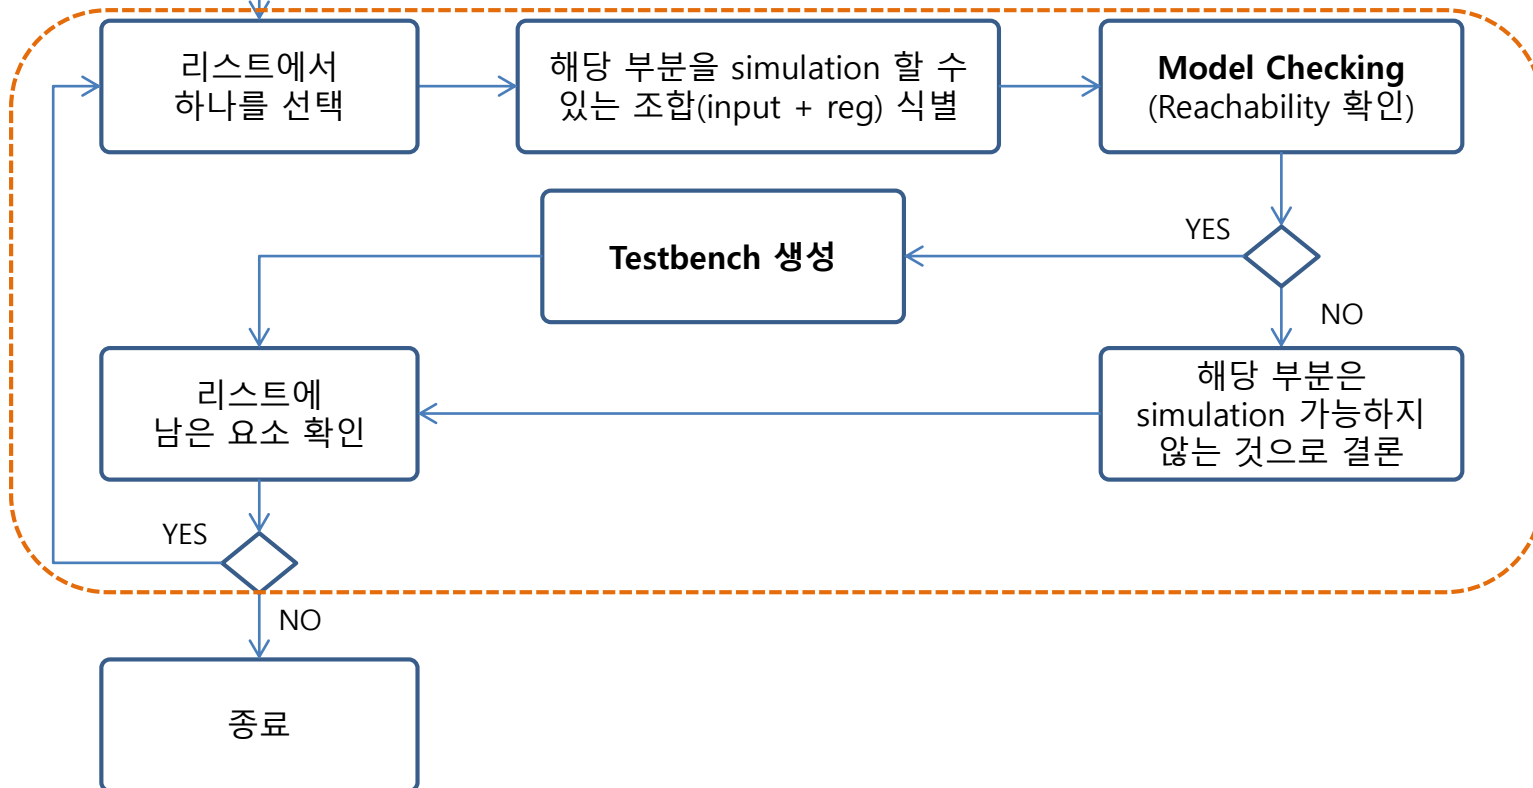 리스트에서
하나를 선택
해당 부분을 simulation 할 수
있는 조합(input + reg) 식별
Model Checking
(Reachability 확인)
YES
Testbench 생성
NO
리스트에
남은 요소 확인
해당 부분은
simulation 가능하지
않는 것으로 결론
YES
NO
종료